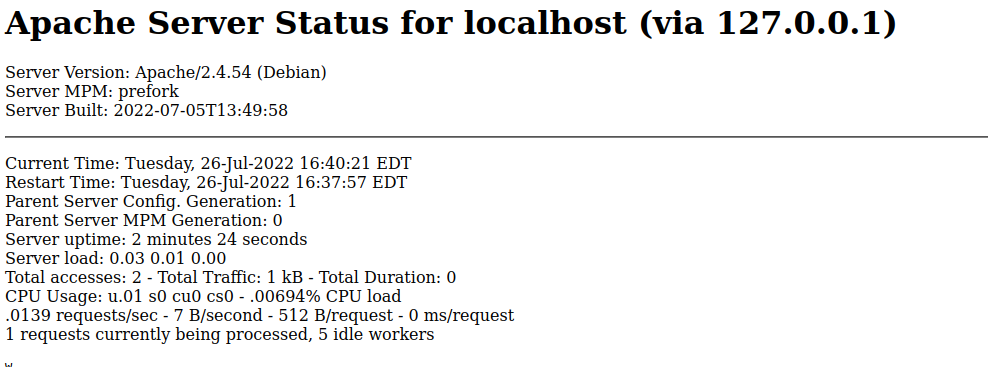 Apache Server Status for localhost (via 127.0.0.1)
Server Version: Apache/2.4.54 (Debian)
Server MPM: prefork
Server Built: 2022-07-05T13:49:58
Current Time: Tuesday, 26-Jul-2022 16:40:21 EDT
Restart Time: Tuesday, 26-Jul-2022 16:37:57 EDT
Parent Server Config. Generation: 1
Parent Server MPM Generation: 0
Server uptime: 2 minutes 24 seconds
Server load: 0.03 0.01 0.00
Total accesses: 2 - Total Traffic: 1 kB - Total Duration: 0
CPU Usage: u.01 s0 cu0 cs0 - .00694% CPU load
.0139 requests/sec - 7 B/second - 512 B/request - 0 ms/request
1 requests currently being processed, 5 idle workers